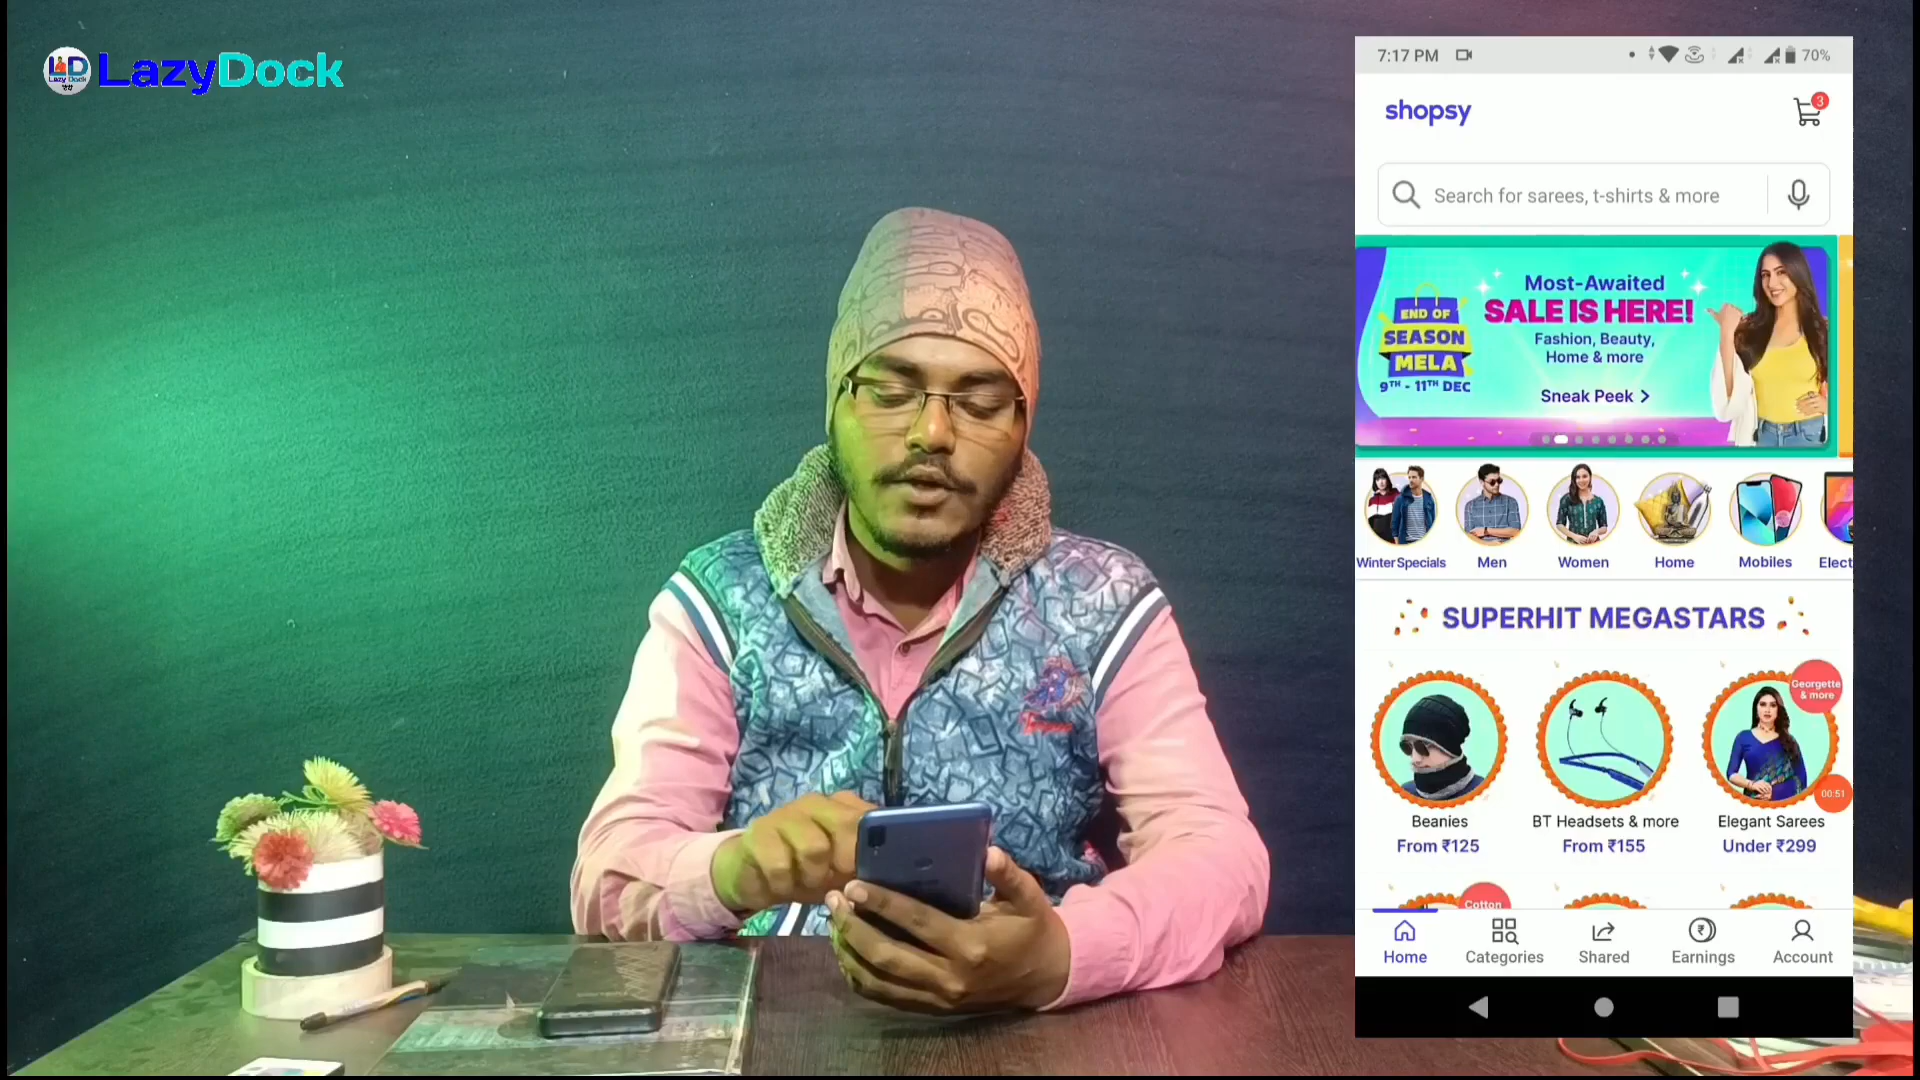 LD
Lazy Dock
LazyDock
7:17 PM
70%
shopsy
3
Search for sarees, t-shirts & more
END OF
SEASON
MELA
9TH - 11TH DEC
Most-Awaited
SALE IS HERE!
Fashion, Beauty,
Home & more
Sneak Peek >
Winter Specials
Men
Women
Home
Mobiles
Elect
SUPERHIT MEGASTARS
Georgette
& more
00:51
Beanies
From ₹125
BT Headsets & more
From ₹155
Elegant Sarees
Under ₹299
Cotton
Home
Categories
Shared
₹
Earnings
Account